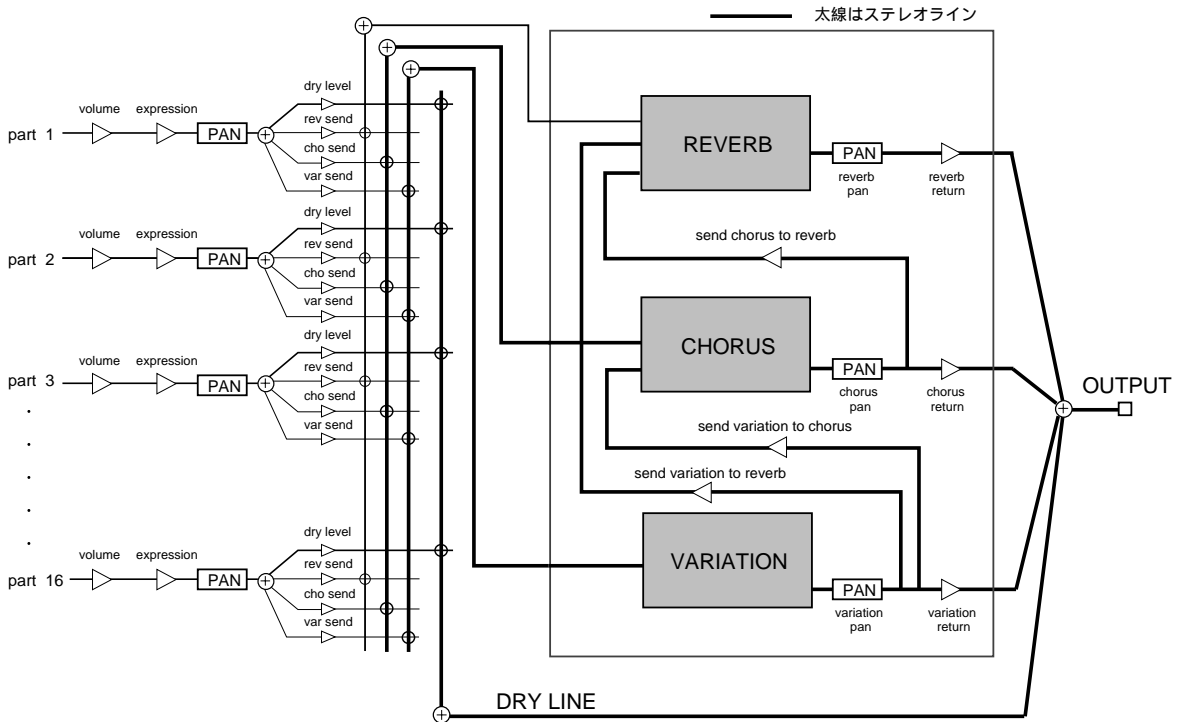 太線はステレオライン
dry level
volume expression
rev send
part 1
PAN
cho send
var send
dry level
volume expression
rev send
part 2
PAN
cho send
var send
dry level
volume expression
rev send
part 3
PAN
cho send
var send
.
.
.
.
.
dry level
volume expression
rev send
part 16
PAN
cho send
var send
REVERB
PAN
reverb
pan
reverb
return
send chorus to reverb
CHORUS
PAN
chorus
pan
chorus
return
send variation to chorus
send variation to reverb
VARIATION
PAN
variation
pan
variation
return
OUTPUT
DRY LINE